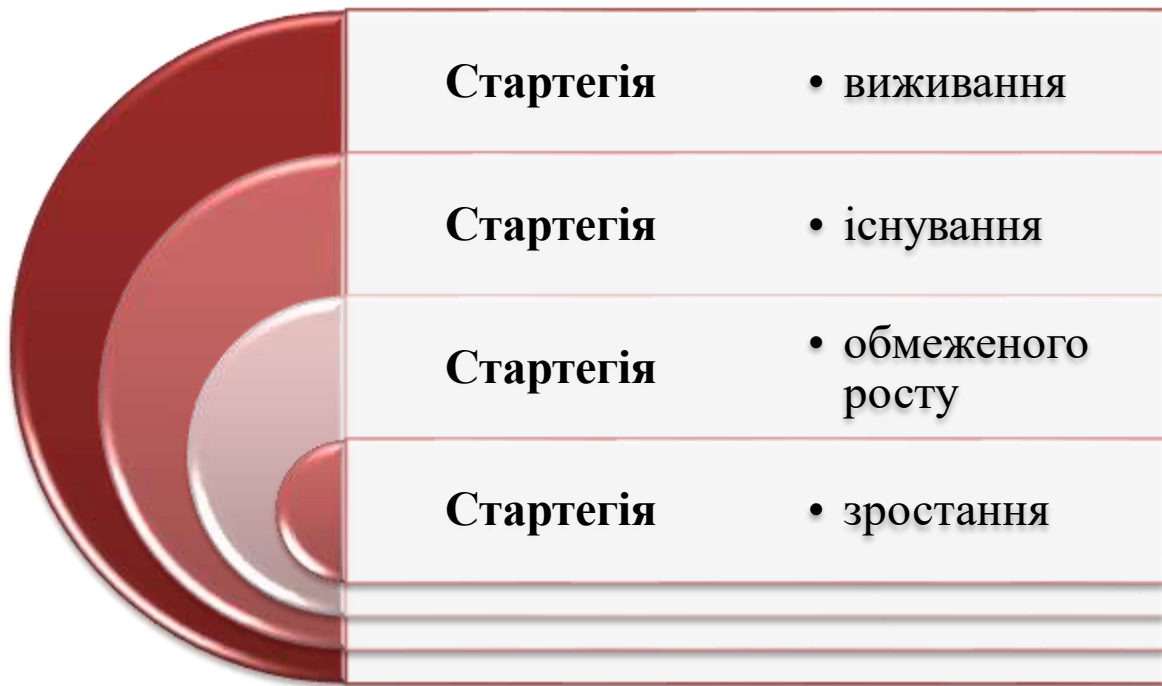 Стартегія • виживання
Стартегія • існування
Стартегія • обмеженого
росту
Стартегія • зростання